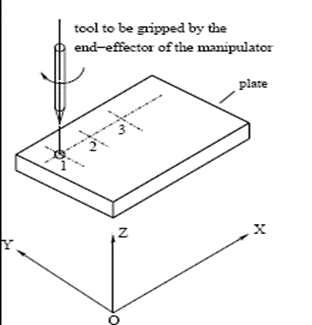 tool to be gripped by the
end-effector of the manipulator
plate
3
2
1
Z
X
Y
O